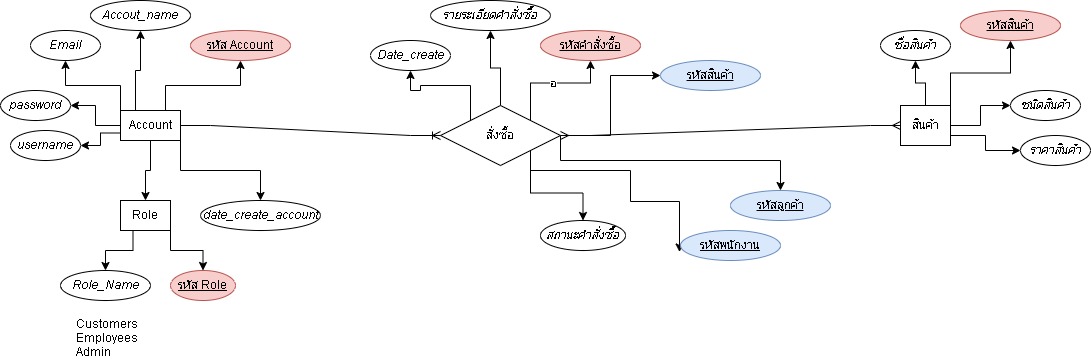 Accout_name
รายระเอียดคำสั่งซื้อ
Email
รหัส Account
Date_create
รหัสคำสั่งซื้อ
ชื่อสินค้า
รหัสสินค้า
รหัสสินค้า
อ
password
Account
สั่งซื้อ
สินค้า
ชนิดสินค้า
username
ราคาสินค้า
Role
date_create_account
สถานะคำสั่งซื้อ
รหัสลูกค้า
รหัสพนักงาน
Role_Name
รหัส Role
Customers
Employees
Admin